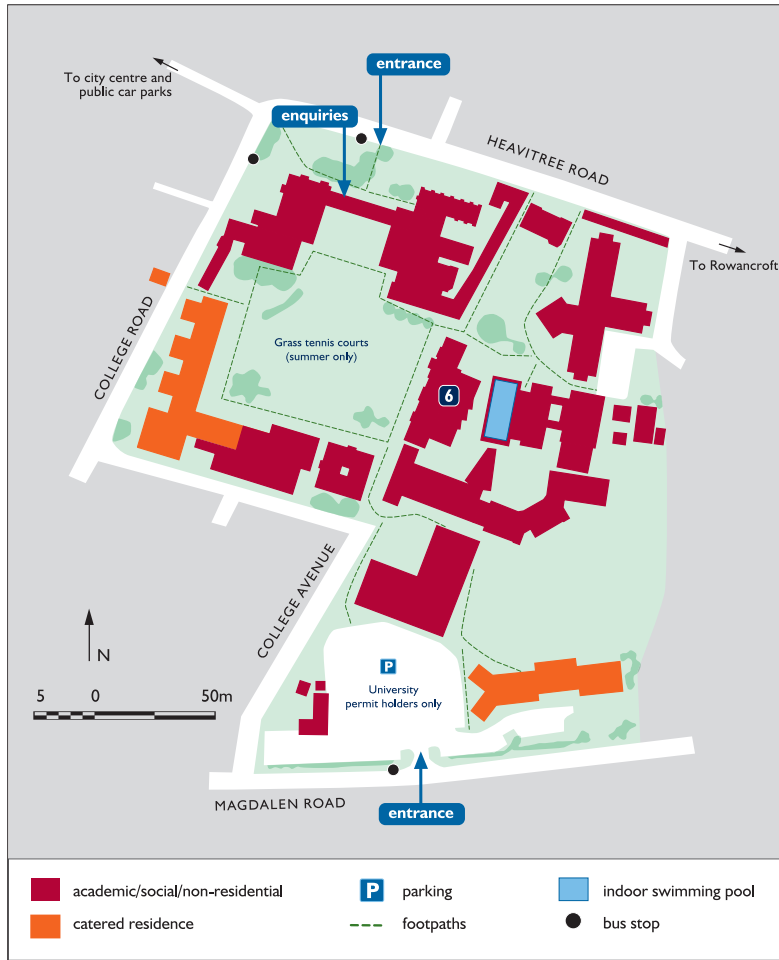 entrance
To city centre and
public car parks
enquiries
HEAVITREE ROAD
To Rowancroft
COLLEGE ROAD
Grass tennis courts
(summer only)
6
COLLEGE AVENUE
N
P
University
permit holders only
5 0 50m
MAGDALEN ROAD
entrance
academic/social/non-residential
P parking
indoor swimming pool
catered residence
footpaths
bus stop